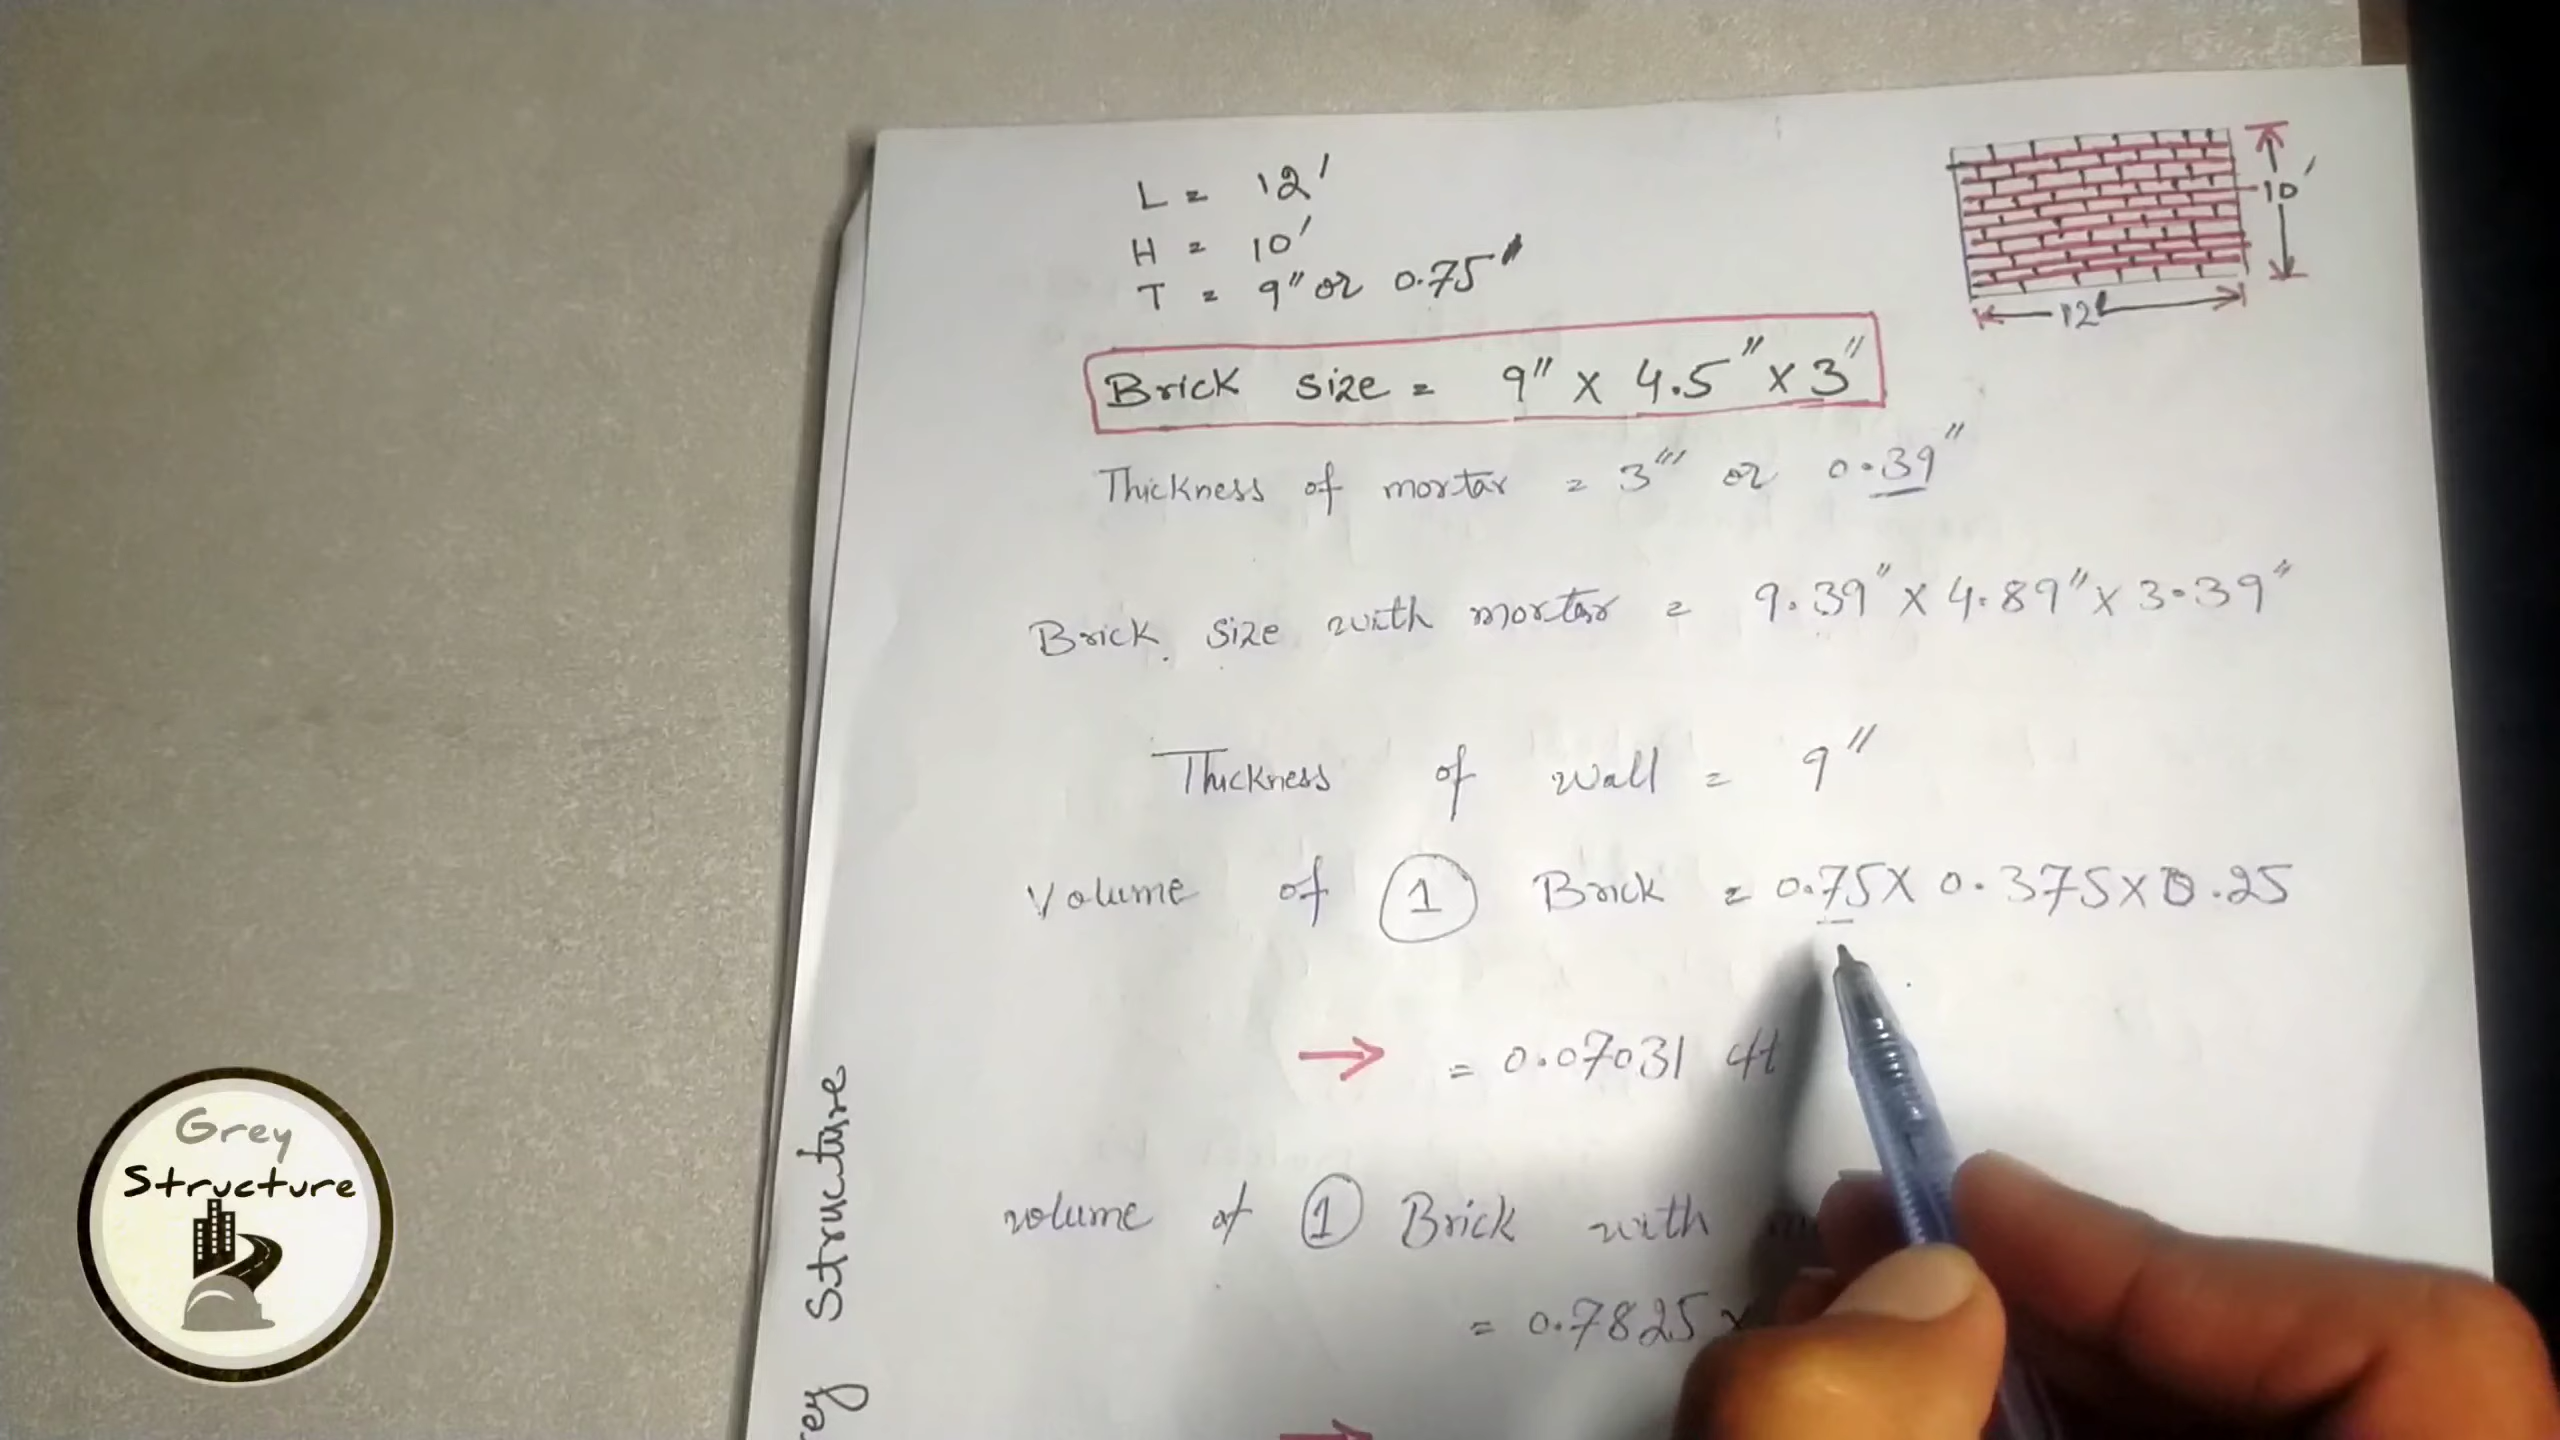 L = 12'
H = 10'
T = 9" or 0.75'
10'
12'
Brick size = 9" x 4.5" x 3"
Thickness of mortar = 3''' or 0.39"
Brick size with mortar = 9.39" x 4.89" x 3.39"
Thickness of wall = 9"
Volume of 1 Brick = 0.75 x 0.375 x 0.25
→ = 0.07031 cft
volume of 1 Brick with
= 0.7825 x
Structure
Grey
Structure